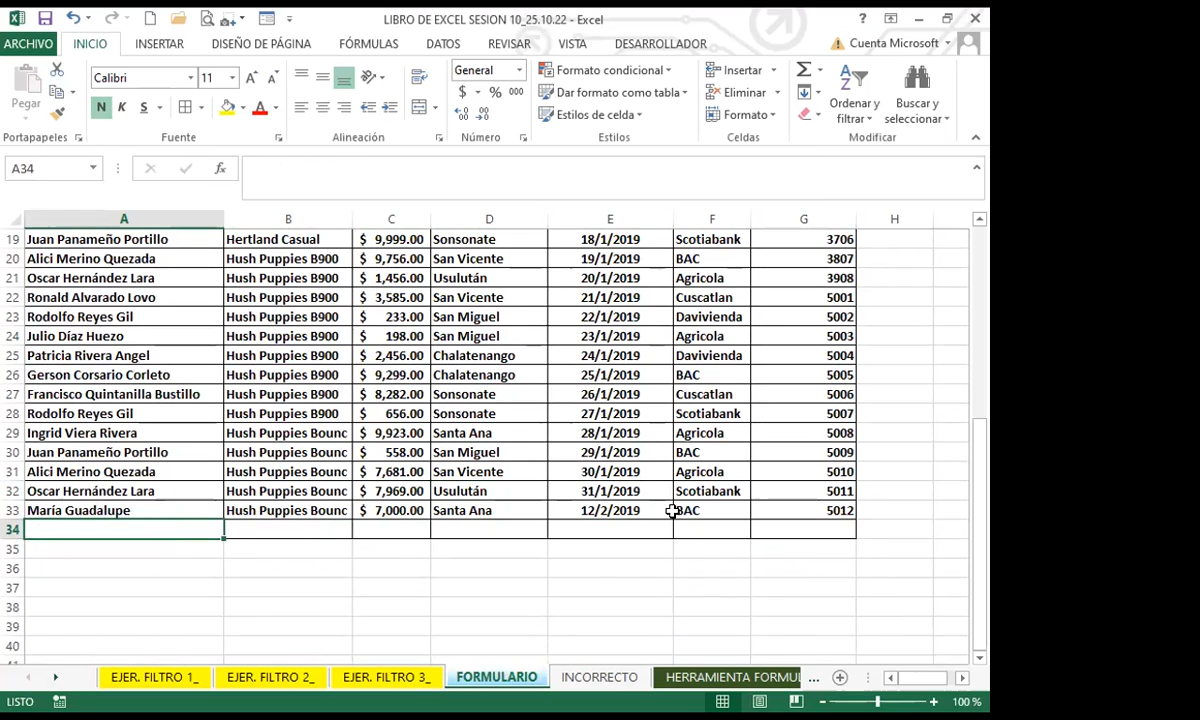 LIBRO DE EXCEL SESION 10_25.10.22 - Excel
ARCHIVO INICIO INSERTAR DISEÑO DE PÁGINA FÓRMULAS DATOS REVISAR VISTA DESARROLLADOR Cuenta Microsoft
Calibri 11 General Formato condicional Insertar
Pegar N K S $ % 000 Dar formato como tabla Eliminar Ordenar y filtrar Buscar y seleccionar
Estilos de celda Formato
Portapapeles Fuente Alineación Número Estilos Celdas Modificar
A34 fx
A B C D E F G H
19 Juan Panameño Portillo Hertland Casual $ 9,999.00 Sonsonate 18/1/2019 Scotiabank 3706
20 Alici Merino Quezada Hush Puppies B900 $ 9,756.00 San Vicente 19/1/2019 BAC 3807
21 Oscar Hernández Lara Hush Puppies B900 $ 1,456.00 Usulután 20/1/2019 Agricola 3908
22 Ronald Alvarado Lovo Hush Puppies B900 $ 3,585.00 San Vicente 21/1/2019 Cuscatlan 5001
23 Rodolfo Reyes Gil Hush Puppies B900 $ 233.00 San Miguel 22/1/2019 Davivienda 5002
24 Julio Díaz Huezo Hush Puppies B900 $ 198.00 San Miguel 23/1/2019 Agricola 5003
25 Patricia Rivera Angel Hush Puppies B900 $ 2,456.00 Chalatenango 24/1/2019 Davivienda 5004
26 Gerson Corsario Corleto Hush Puppies B900 $ 9,299.00 Chalatenango 25/1/2019 BAC 5005
27 Francisco Quintanilla Bustillo Hush Puppies B900 $ 8,282.00 Sonsonate 26/1/2019 Cuscatlan 5006
28 Rodolfo Reyes Gil Hush Puppies B900 $ 656.00 Sonsonate 27/1/2019 Scotiabank 5007
29 Ingrid Viera Rivera Hush Puppies Bounc $ 9,923.00 Santa Ana 28/1/2019 Agricola 5008
30 Juan Panameño Portillo Hush Puppies Bounc $ 558.00 San Miguel 29/1/2019 BAC 5009
31 Alici Merino Quezada Hush Puppies Bounc $ 7,681.00 San Vicente 30/1/2019 Agricola 5010
32 Oscar Hernández Lara Hush Puppies Bounc $ 7,969.00 Usulután 31/1/2019 Scotiabank 5011
33 María Guadalupe Hush Puppies Bounc $ 7,000.00 Santa Ana 12/2/2019 BAC 5012
34
35
36
37
38
39
40
EJER. FILTRO 1_ EJER. FILTRO 2_ EJER. FILTRO 3_ FORMULARIO INCORRECTO HERRAMIENTA FORMUL ...
LISTO 100 %